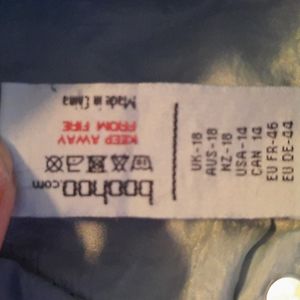 boohoo
.com
KEEP AWAY
FROM FIRE
Made in China
UK-18
AUS-18
NZ-18
USA-14
CAN 14
EU FR-46
EU DE-44